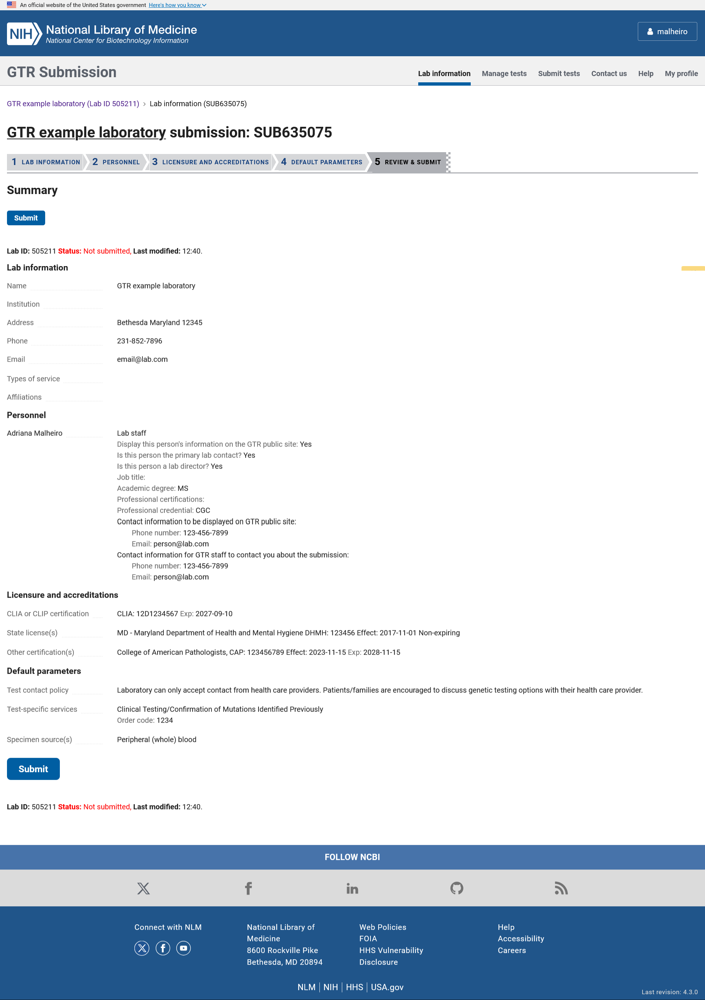 An official website of the United States government Here's how you know
NIH National Library of Medicine
National Center for Biotechnology Information
malheiro
GTR Submission
Lab information Manage tests Submit tests Contact us Help My profile
GTR example laboratory (Lab ID 505211) › Lab information (SUB635075)
GTR example laboratory submission: SUB635075
1 LAB INFORMATION 2 PERSONNEL 3 LICENSURE AND ACCREDITATIONS 4 DEFAULT PARAMETERS 5 REVIEW & SUBMIT
Summary
Submit
Lab ID: 505211 Status: Not submitted, Last modified: 12:40.
Lab information
Name GTR example laboratory
Institution
Address Bethesda Maryland 12345
Phone 231-852-7896
Email email@lab.com
Types of service
Affiliations
Personnel
Adriana Malheiro Lab staff
Display this person's information on the GTR public site: Yes
Is this person the primary lab contact? Yes
Is this person a lab director? Yes
Job title:
Academic degree: MS
Professional certifications:
Professional credential: CGC
Contact information to be displayed on GTR public site:
Phone number: 123-456-7899
Email: person@lab.com
Contact information for GTR staff to contact you about the submission:
Phone number: 123-456-7899
Email: person@lab.com
Licensure and accreditations
CLIA or CLIP certification CLIA: 12D1234567 Exp: 2027-09-10
State license(s) MD - Maryland Department of Health and Mental Hygiene DHMH: 123456 Effect: 2017-11-01 Non-expiring
Other certification(s) College of American Pathologists, CAP: 123456789 Effect: 2023-11-15 Exp: 2028-11-15
Default parameters
Test contact policy Laboratory can only accept contact from health care providers. Patients/families are encouraged to discuss genetic testing options with their health care provider.
Test-specific services Clinical Testing/Confirmation of Mutations Identified Previously
Order code: 1234
Specimen source(s) Peripheral (whole) blood
Submit
Lab ID: 505211 Status: Not submitted, Last modified: 12:40.
FOLLOW NCBI
Connect with NLM
National Library of
Medicine
8600 Rockville Pike
Bethesda, MD 20894
Web Policies
FOIA
HHS Vulnerability
Disclosure
Help
Accessibility
Careers
NLM | NIH | HHS | USA.gov
Last revision: 4.3.0